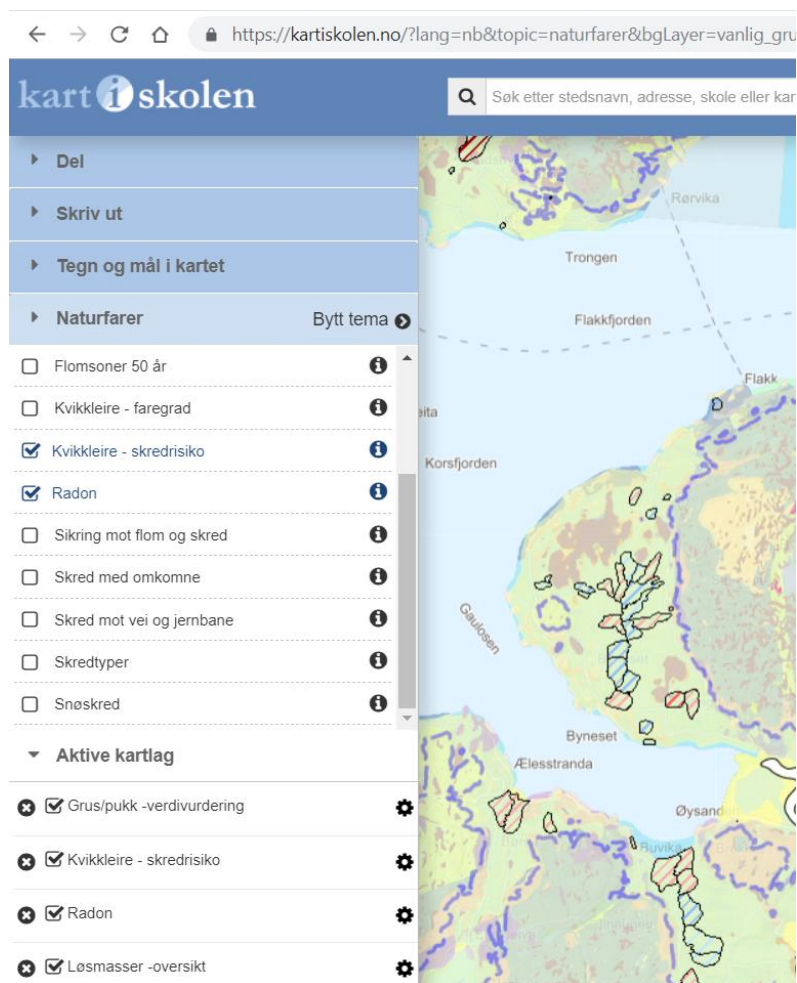 https://kartiskolen.no/?lang=nb&topic=naturfarer&bgLayer=vanlig_gru
kart i skolen
Søk etter stedsnavn, adresse, skole eller kar
Del
Skriv ut
Tegn og mål i kartet
Naturfarer Bytt tema
Flomsoner 50 år
Kvikkleire - faregrad
Kvikkleire - skredrisiko
Radon
Sikring mot flom og skred
Skred med omkomne
Skred mot vei og jernbane
Skredtyper
Snøskred
Aktive kartlag
Grus/pukk -verdivurdering
Kvikkleire - skredrisiko
Radon
Løsmasser -oversikt
Rørvika
Trongen
Flakkfjorden
Flakk
eita
Korsfjorden
Gaulosen
Byneset
Ælesstranda
Øysand
Buvika